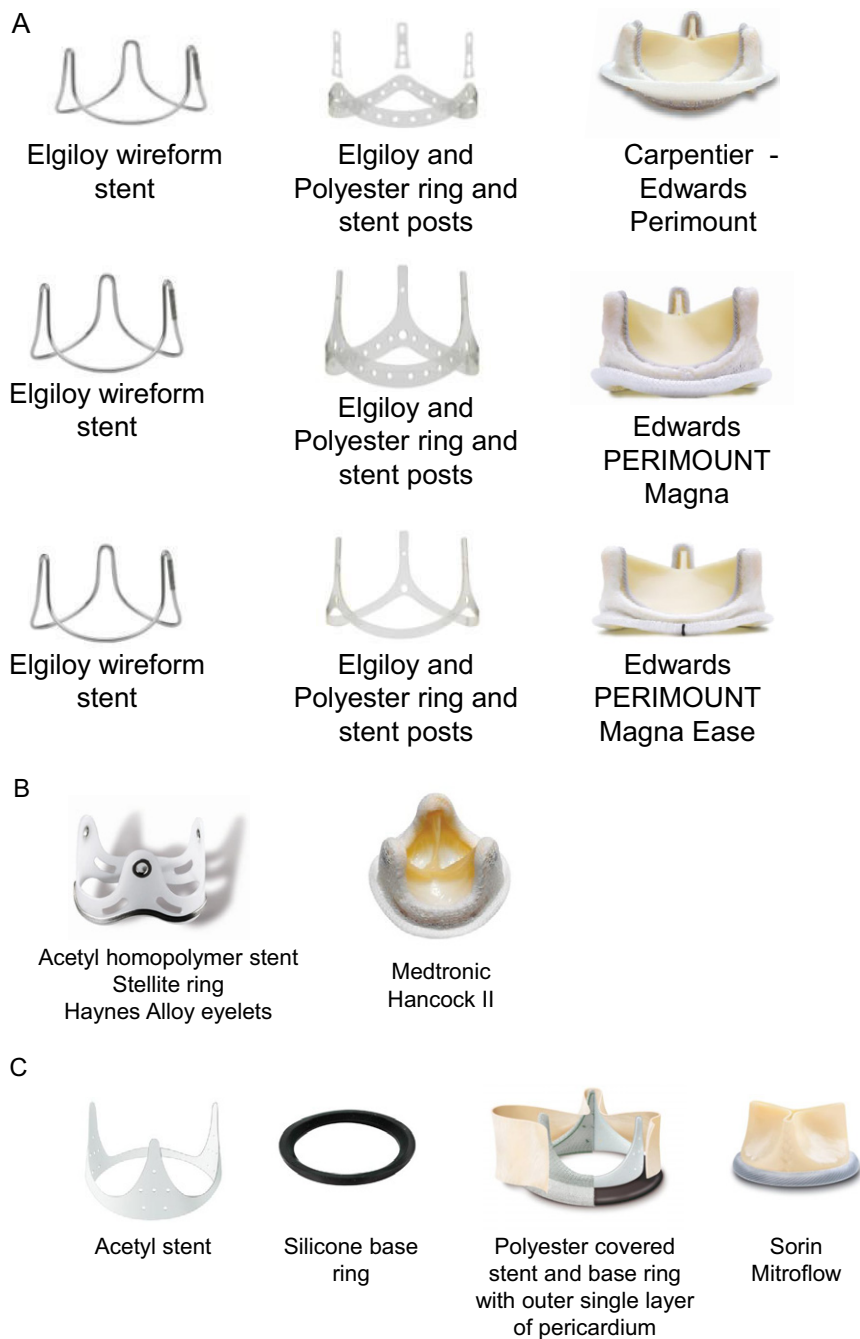 A
Elgiloy wireform
stent
Elgiloy and
Polyester ring and
stent posts
Carpentier -
Edwards
Perimount
Elgiloy wireform
stent
Elgiloy and
Polyester ring and
stent posts
Edwards
PERIMOUNT
Magna
Elgiloy wireform
stent
Elgiloy and
Polyester ring and
stent posts
Edwards
PERIMOUNT
Magna Ease
B
Acetyl homopolymer stent
Stellite ring
Haynes Alloy eyelets
Medtronic
Hancock II
C
Acetyl stent
Silicone base
ring
Polyester covered
stent and base ring
with outer single layer
of pericardium
Sorin
Mitroflow